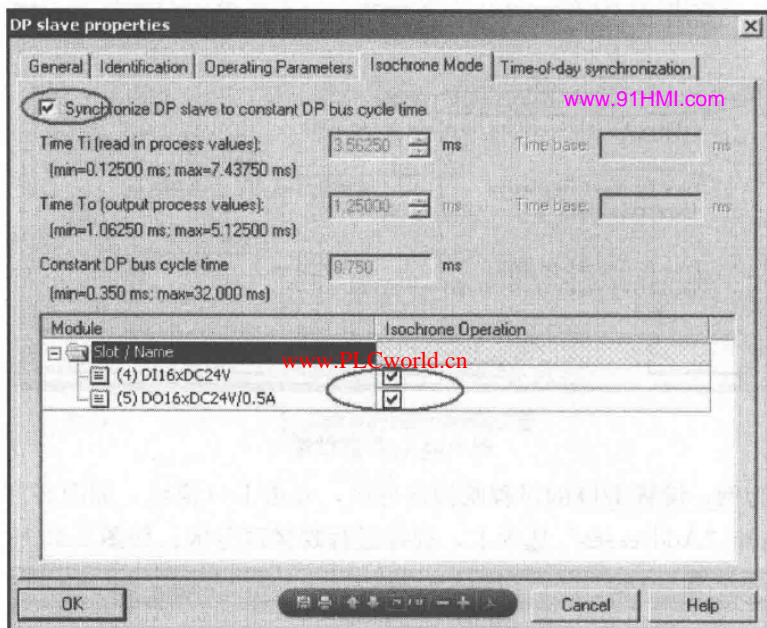 DP slave properties
General Identification Operating Parameters Isochrone Mode Time-of-day synchronization
www.91HMI.com
Synchronize DP slave to constant DP bus cycle time
Time Ti (read in process values): 3.56250 ms Time base: ms
(min=0.12500 ms; max=7.43750 ms)
Time To (output process values): 1.25000 ms Time base: ms
(min=1.06250 ms; max=5.12500 ms)
Constant DP bus cycle time 8.750 ms
(min=0.350 ms; max=32.000 ms)
Module Isochrone Operation
Slot / Name
www.PLCworld.cn
(4) DI16xDC24V
(5) DO16xDC24V/0.5A
OK Cancel Help